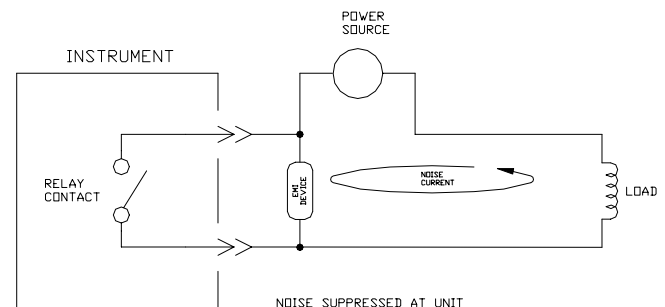 POWER
SOURCE
INSTRUMENT
RELAY
CONTACT
EMI
DEVICE
NOISE
CURRENT
LOAD
NOISE SUPPRESSED AT UNIT